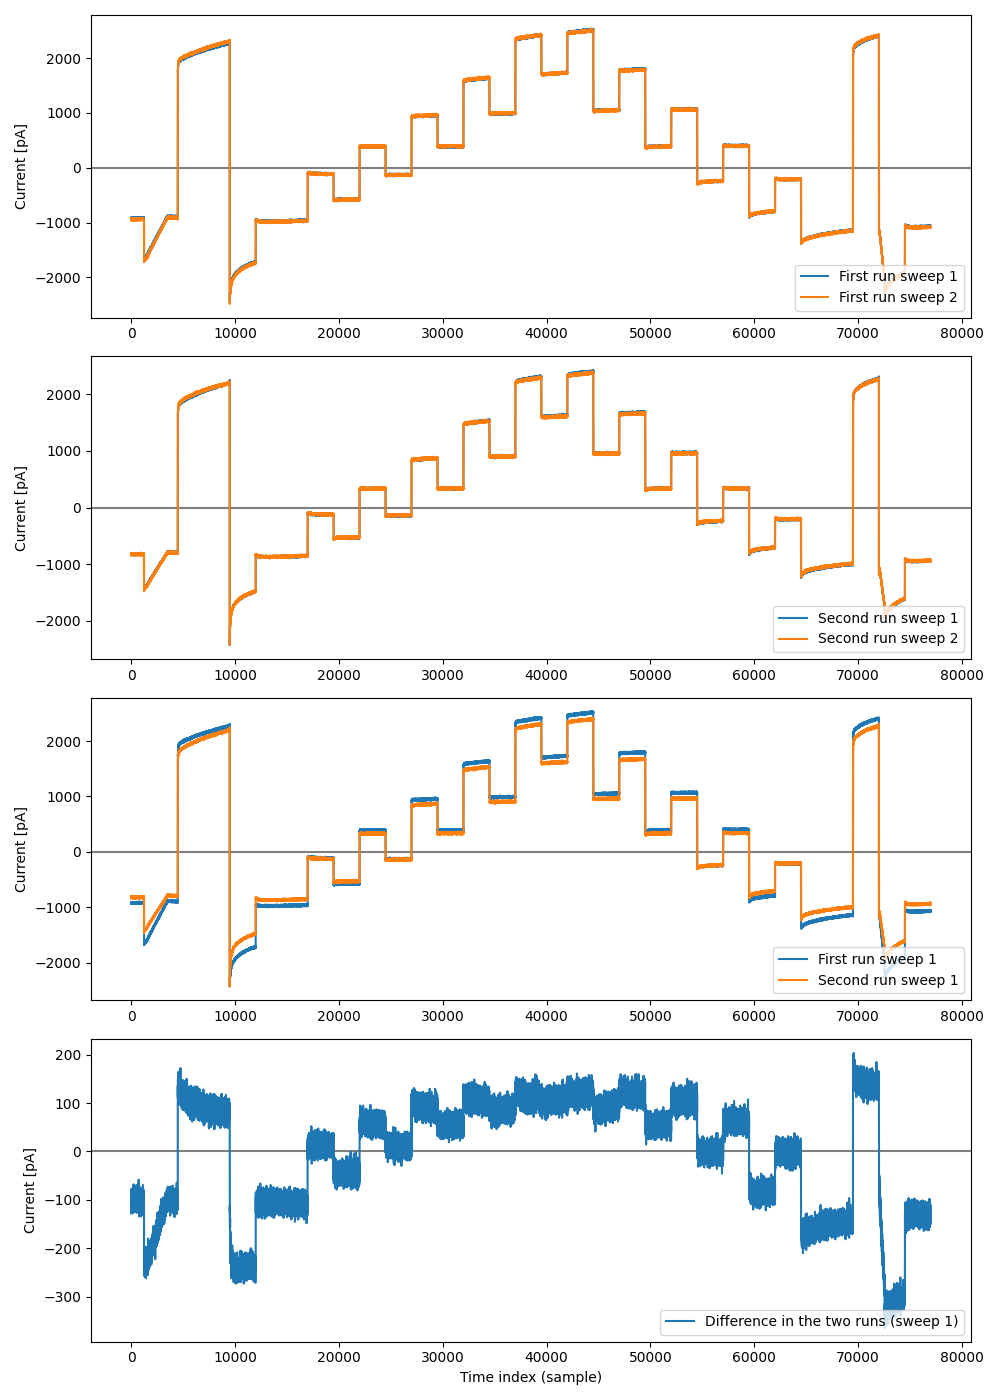 2000
1000
0
−1000
−2000
Current [pA]
First run sweep 1
First run sweep 2
0 10000 20000 30000 40000 50000 60000 70000 80000
2000
1000
0
−1000
−2000
Current [pA]
Second run sweep 1
Second run sweep 2
0 10000 20000 30000 40000 50000 60000 70000 80000
2000
1000
0
−1000
−2000
Current [pA]
First run sweep 1
Second run sweep 1
0 10000 20000 30000 40000 50000 60000 70000 80000
200
100
0
−100
−200
−300
Current [pA]
Difference in the two runs (sweep 1)
0 10000 20000 30000 40000 50000 60000 70000 80000
Time index (sample)